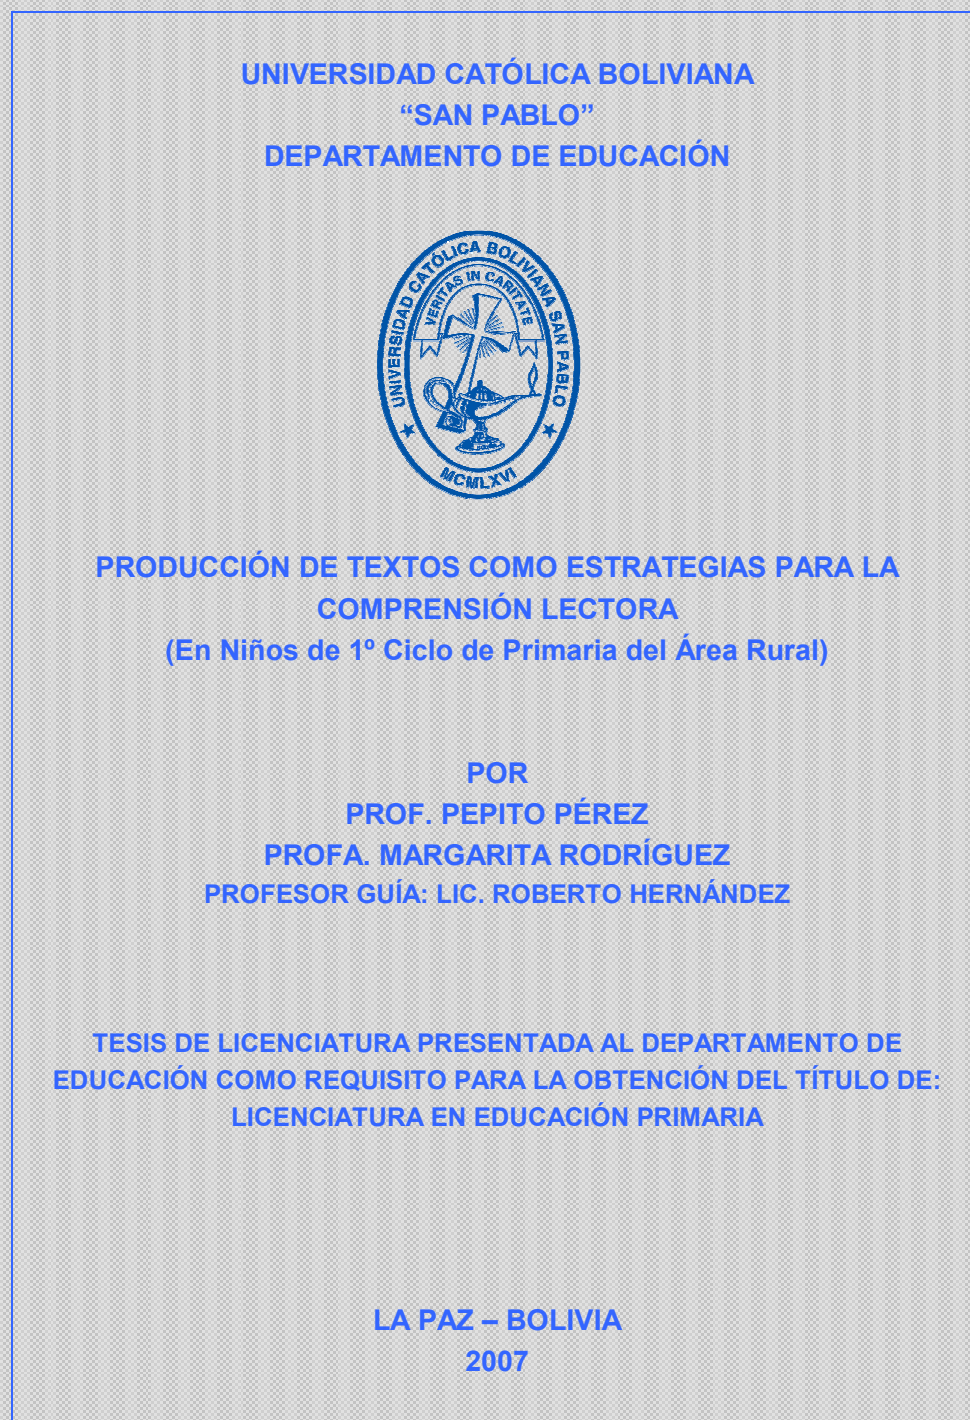 UNIVERSIDAD CATÓLICA BOLIVIANA
“SAN PABLO”
DEPARTAMENTO DE EDUCACIÓN
UNIVERSIDAD CATÓLICA BOLIVIANA SAN PABLO
VERITAS IN CARITATE
MCMLXVI
PRODUCCIÓN DE TEXTOS COMO ESTRATEGIAS PARA LA
COMPRENSIÓN LECTORA
(En Niños de 1º Ciclo de Primaria del Área Rural)
POR
PROF. PEPITO PÉREZ
PROFA. MARGARITA RODRÍGUEZ
PROFESOR GUÍA: LIC. ROBERTO HERNÁNDEZ
TESIS DE LICENCIATURA PRESENTADA AL DEPARTAMENTO DE
EDUCACIÓN COMO REQUISITO PARA LA OBTENCIÓN DEL TÍTULO DE:
LICENCIATURA EN EDUCACIÓN PRIMARIA
LA PAZ – BOLIVIA
2007